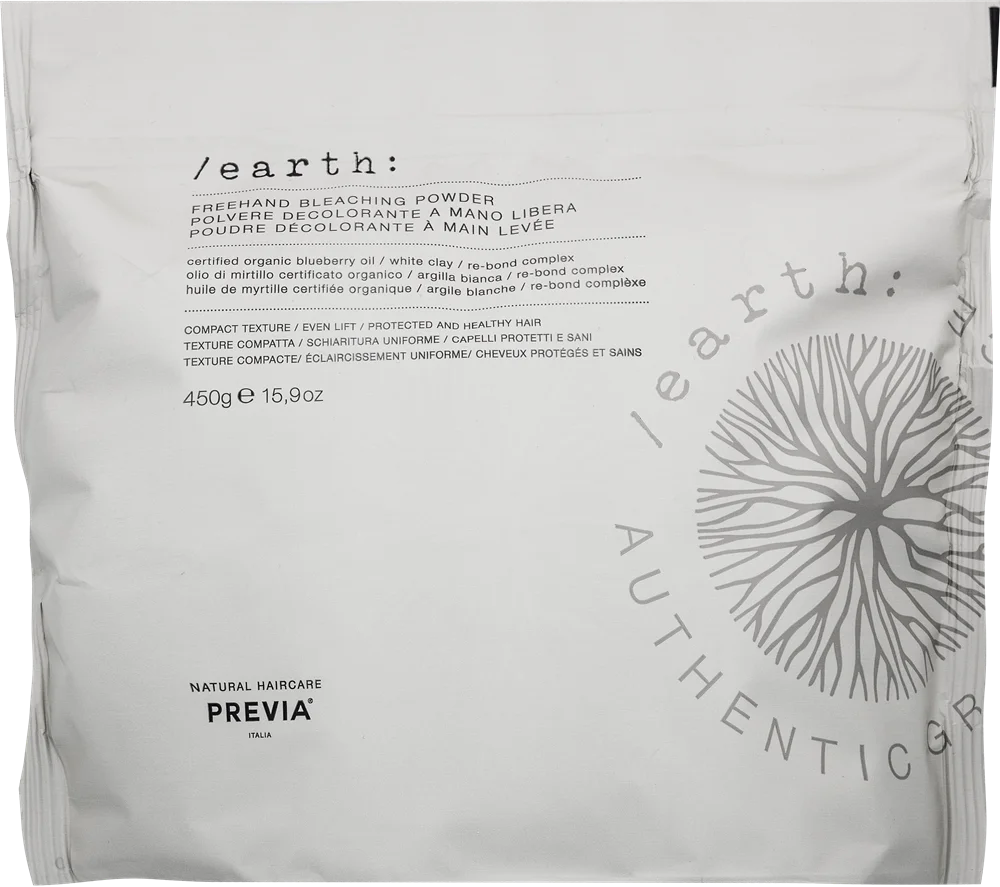 /earth:
FREEHAND BLEACHING POWDER
POLVERE DECOLORANTE A MANO LIBERA
POUDRE DÉCOLORANTE À MAIN LEVÉE
certified organic blueberry oil / white clay / re-bond complex
olio di mirtillo certificato organico / argilla bianca / re-bond complex
huile de myrtille certifiée organique / argile blanche / re-bond complèxe
COMPACT TEXTURE / EVEN LIFT / PROTECTED AND HEALTHY HAIR
TEXTURE COMPATTA / SCHIARITURA UNIFORME / CAPELLI PROTETTI E SANI
TEXTURE COMPACTE/ ÉCLAIRCISSEMENT UNIFORME/ CHEVEUX PROTÉGÉS ET SAINS
450g ℮ 15,9oz
/earth:
AUTHENTICGR
NATURAL HAIRCARE
PREVIA®
ITALIA